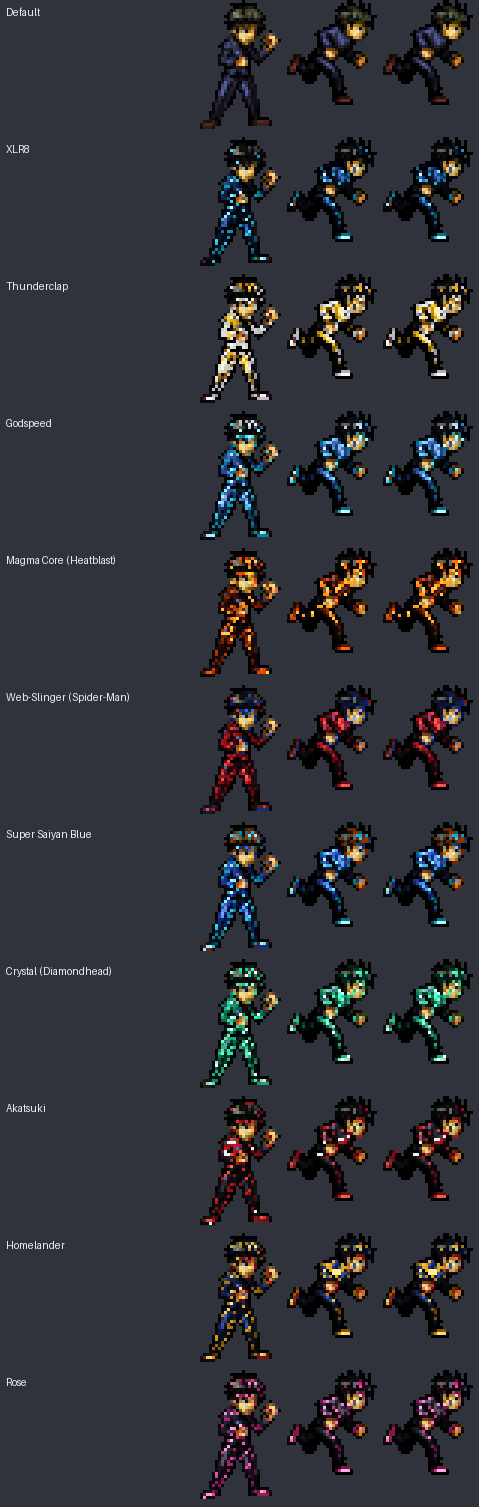 Default
XLR8
Thunderclap
Godspeed
Magma Core (Heatblast)
Web-Slinger (Spider-Man)
Super Saiyan Blue
Crystal (Diamondhead)
Akatsuki
Homelander
Rose